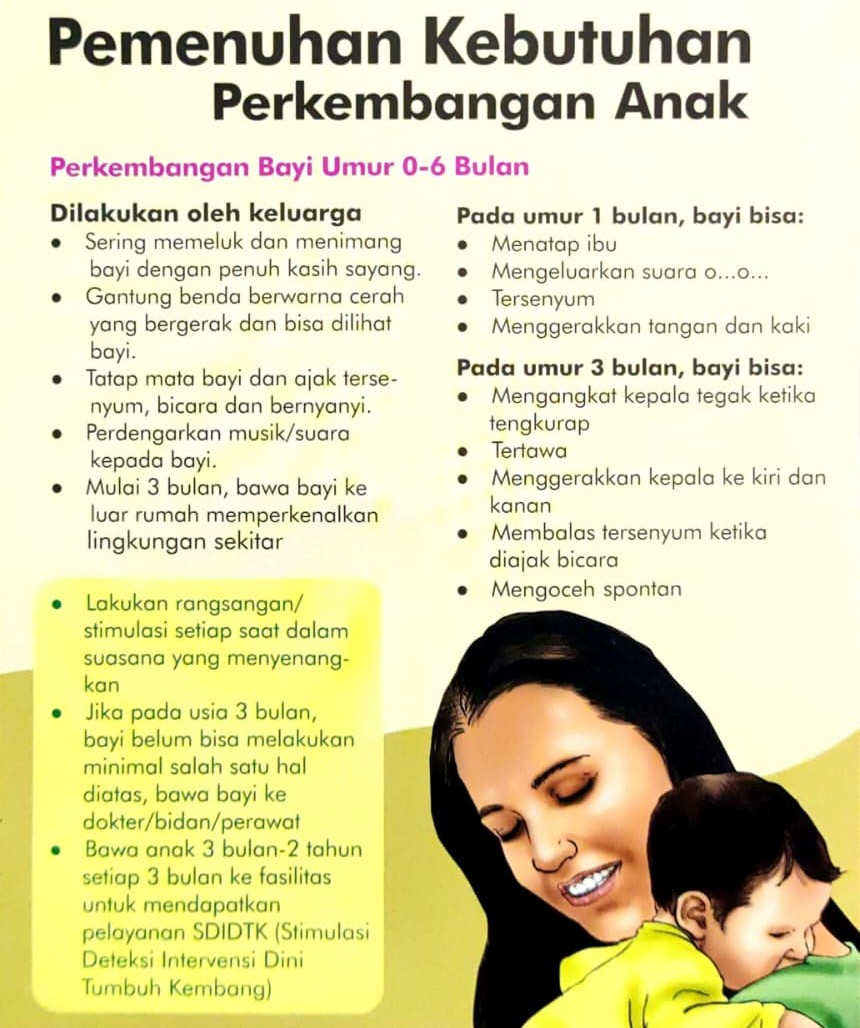 Pemenuhan Kebutuhan
Perkembangan Anak
Perkembangan Bayi Umur 0-6 Bulan
Dilakukan oleh keluarga
• Sering memeluk dan menimang
bayi dengan penuh kasih sayang.
• Gantung benda berwarna cerah
yang bergerak dan bisa dilihat
bayi.
• Tatap mata bayi dan ajak terse-
nyum, bicara dan bernyanyi.
• Perdengarkan musik/suara
kepada bayi.
• Mulai 3 bulan, bawa bayi ke
luar rumah memperkenalkan
lingkungan sekitar
• Lakukan rangsangan/
stimulasi setiap saat dalam
suasana yang menyenang-
kan
• Jika pada usia 3 bulan,
bayi belum bisa melakukan
minimal salah satu hal
diatas, bawa bayi ke
dokter/bidan/perawat
• Bawa anak 3 bulan-2 tahun
setiap 3 bulan ke fasilitas
untuk mendapatkan
pelayanan SDIDTK (Stimulasi
Deteksi Intervensi Dini
Tumbuh Kembang)
Pada umur 1 bulan, bayi bisa:
• Menatap ibu
• Mengeluarkan suara o...o...
• Tersenyum
• Menggerakkan tangan dan kaki
Pada umur 3 bulan, bayi bisa:
• Mengangkat kepala tegak ketika
tengkurap
• Tertawa
• Menggerakkan kepala ke kiri dan
kanan
• Membalas tersenyum ketika
diajak bicara
• Mengoceh spontan